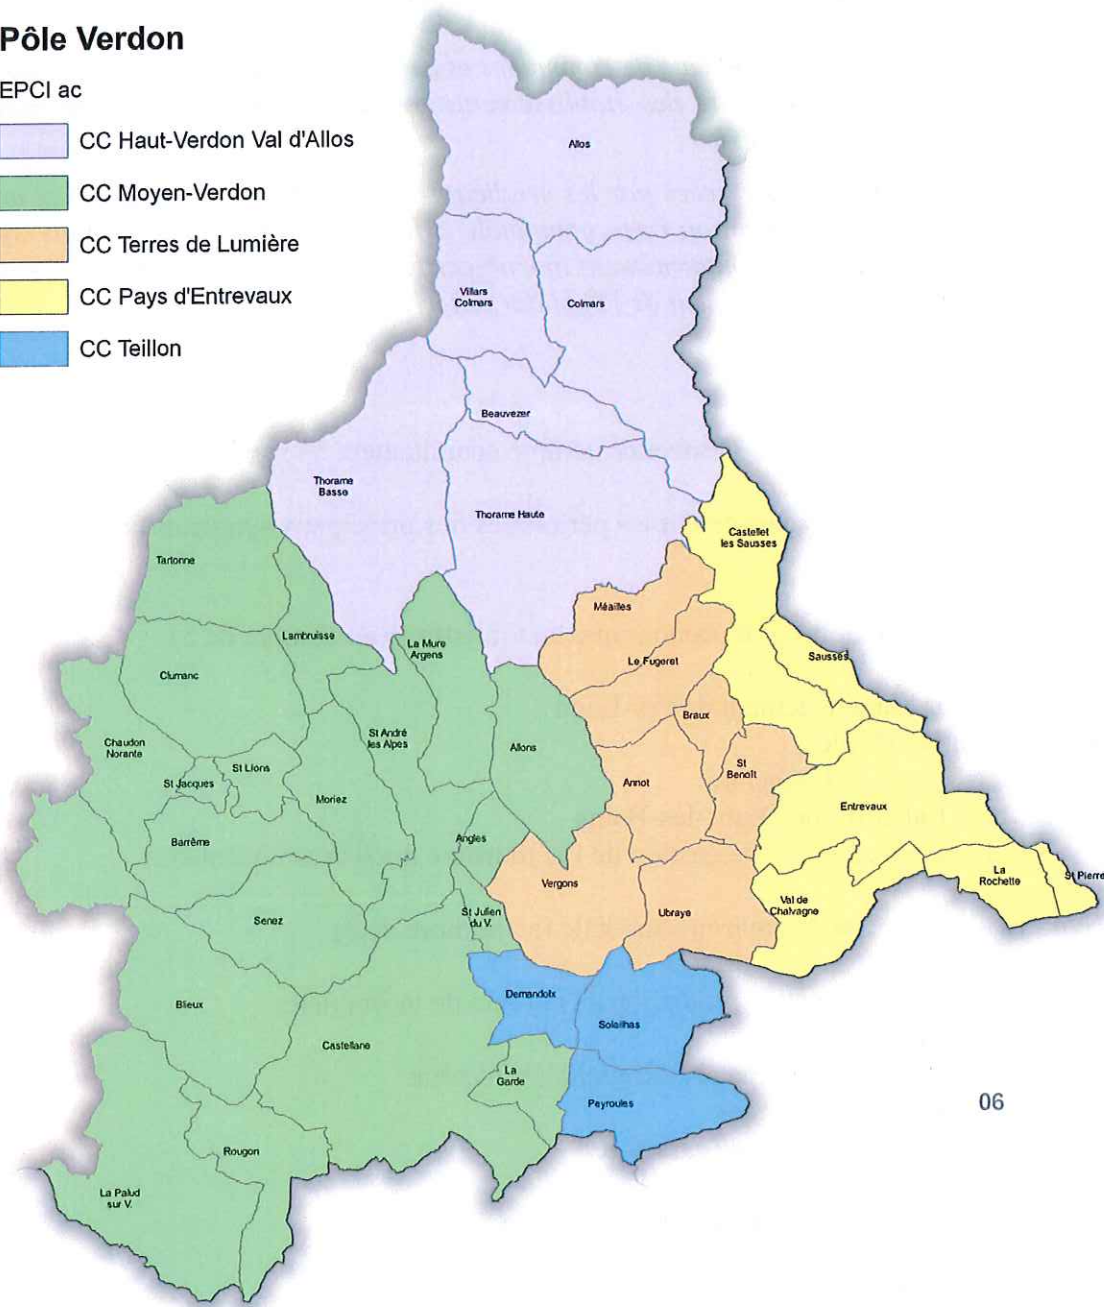 Pôle Verdon
EPCI ac
CC Haut-Verdon Val d'Allos
CC Moyen-Verdon
CC Terres de Lumière
CC Pays d'Entrevaux
CC Teillon
Allos
Villars
Colmars
Colmars
Beauvezer
Thorame
Basse
Thorame Haute
Castellet
les Sausses
Tartonne
Méailles
Lambruisse
La Mure
Argens
Le Fugeret
Sausses
Clumanc
Braux
St André
les Alpes
Allons
Chaudon
Norante
St Lions
St Jacques
St
Benoît
Annot
Moriez
Entrevaux
Barrême
Angles
La
Rochette
St Pierre
Vergons
Val de
Chalvagne
Senez
St Julien
du V.
Ubraye
Demandolx
Blieux
Soleilhas
Castellane
La
Garde
Peyroules
06
Rougon
La Palud
sur V.